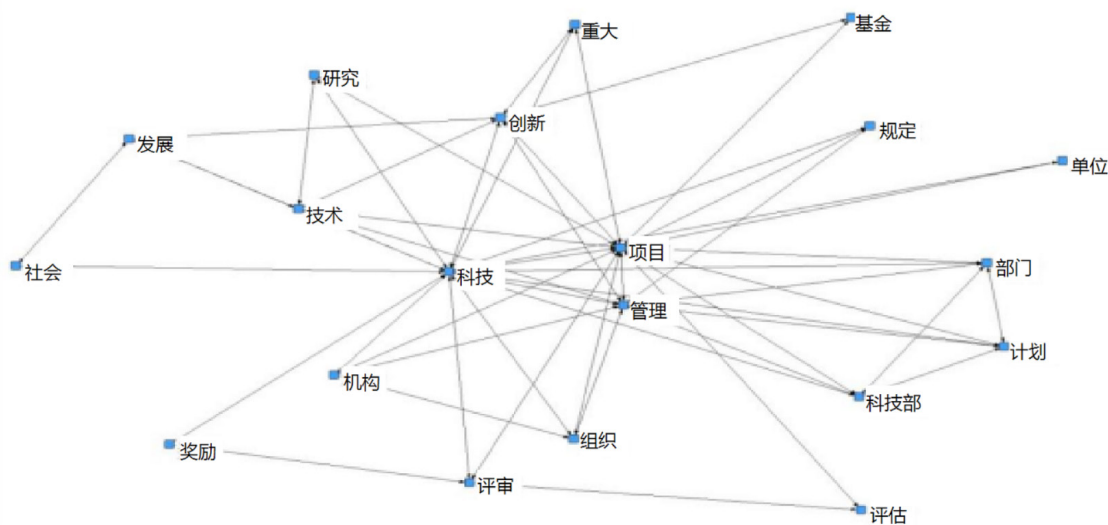 重大
基金
研究
创新
规定
发展
单位
技术
项目
社会
科技
部门
管理
计划
机构
科技部
组织
奖励
评审
评估